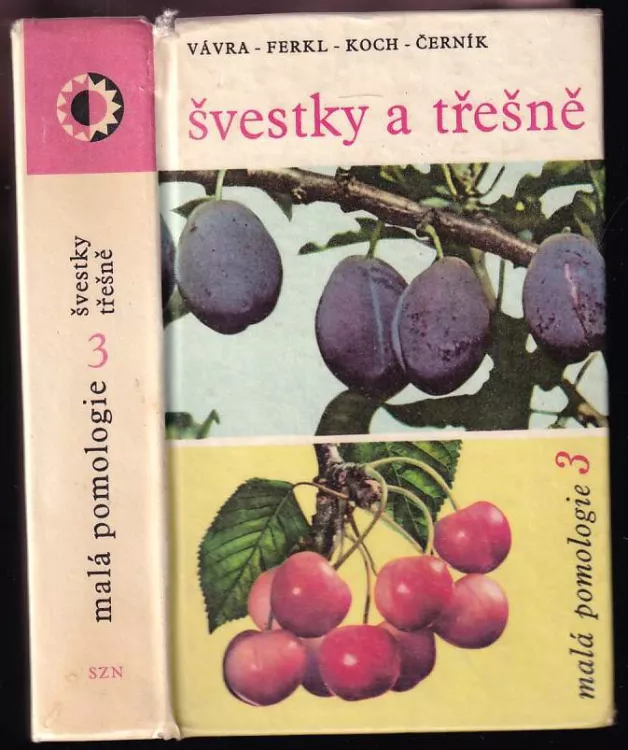 VÁVRA - FERKL - KOCH - ČERNÍK
švestky a třešně
malá pomologie 3
švestky
třešně
malá pomologie 3
SZN